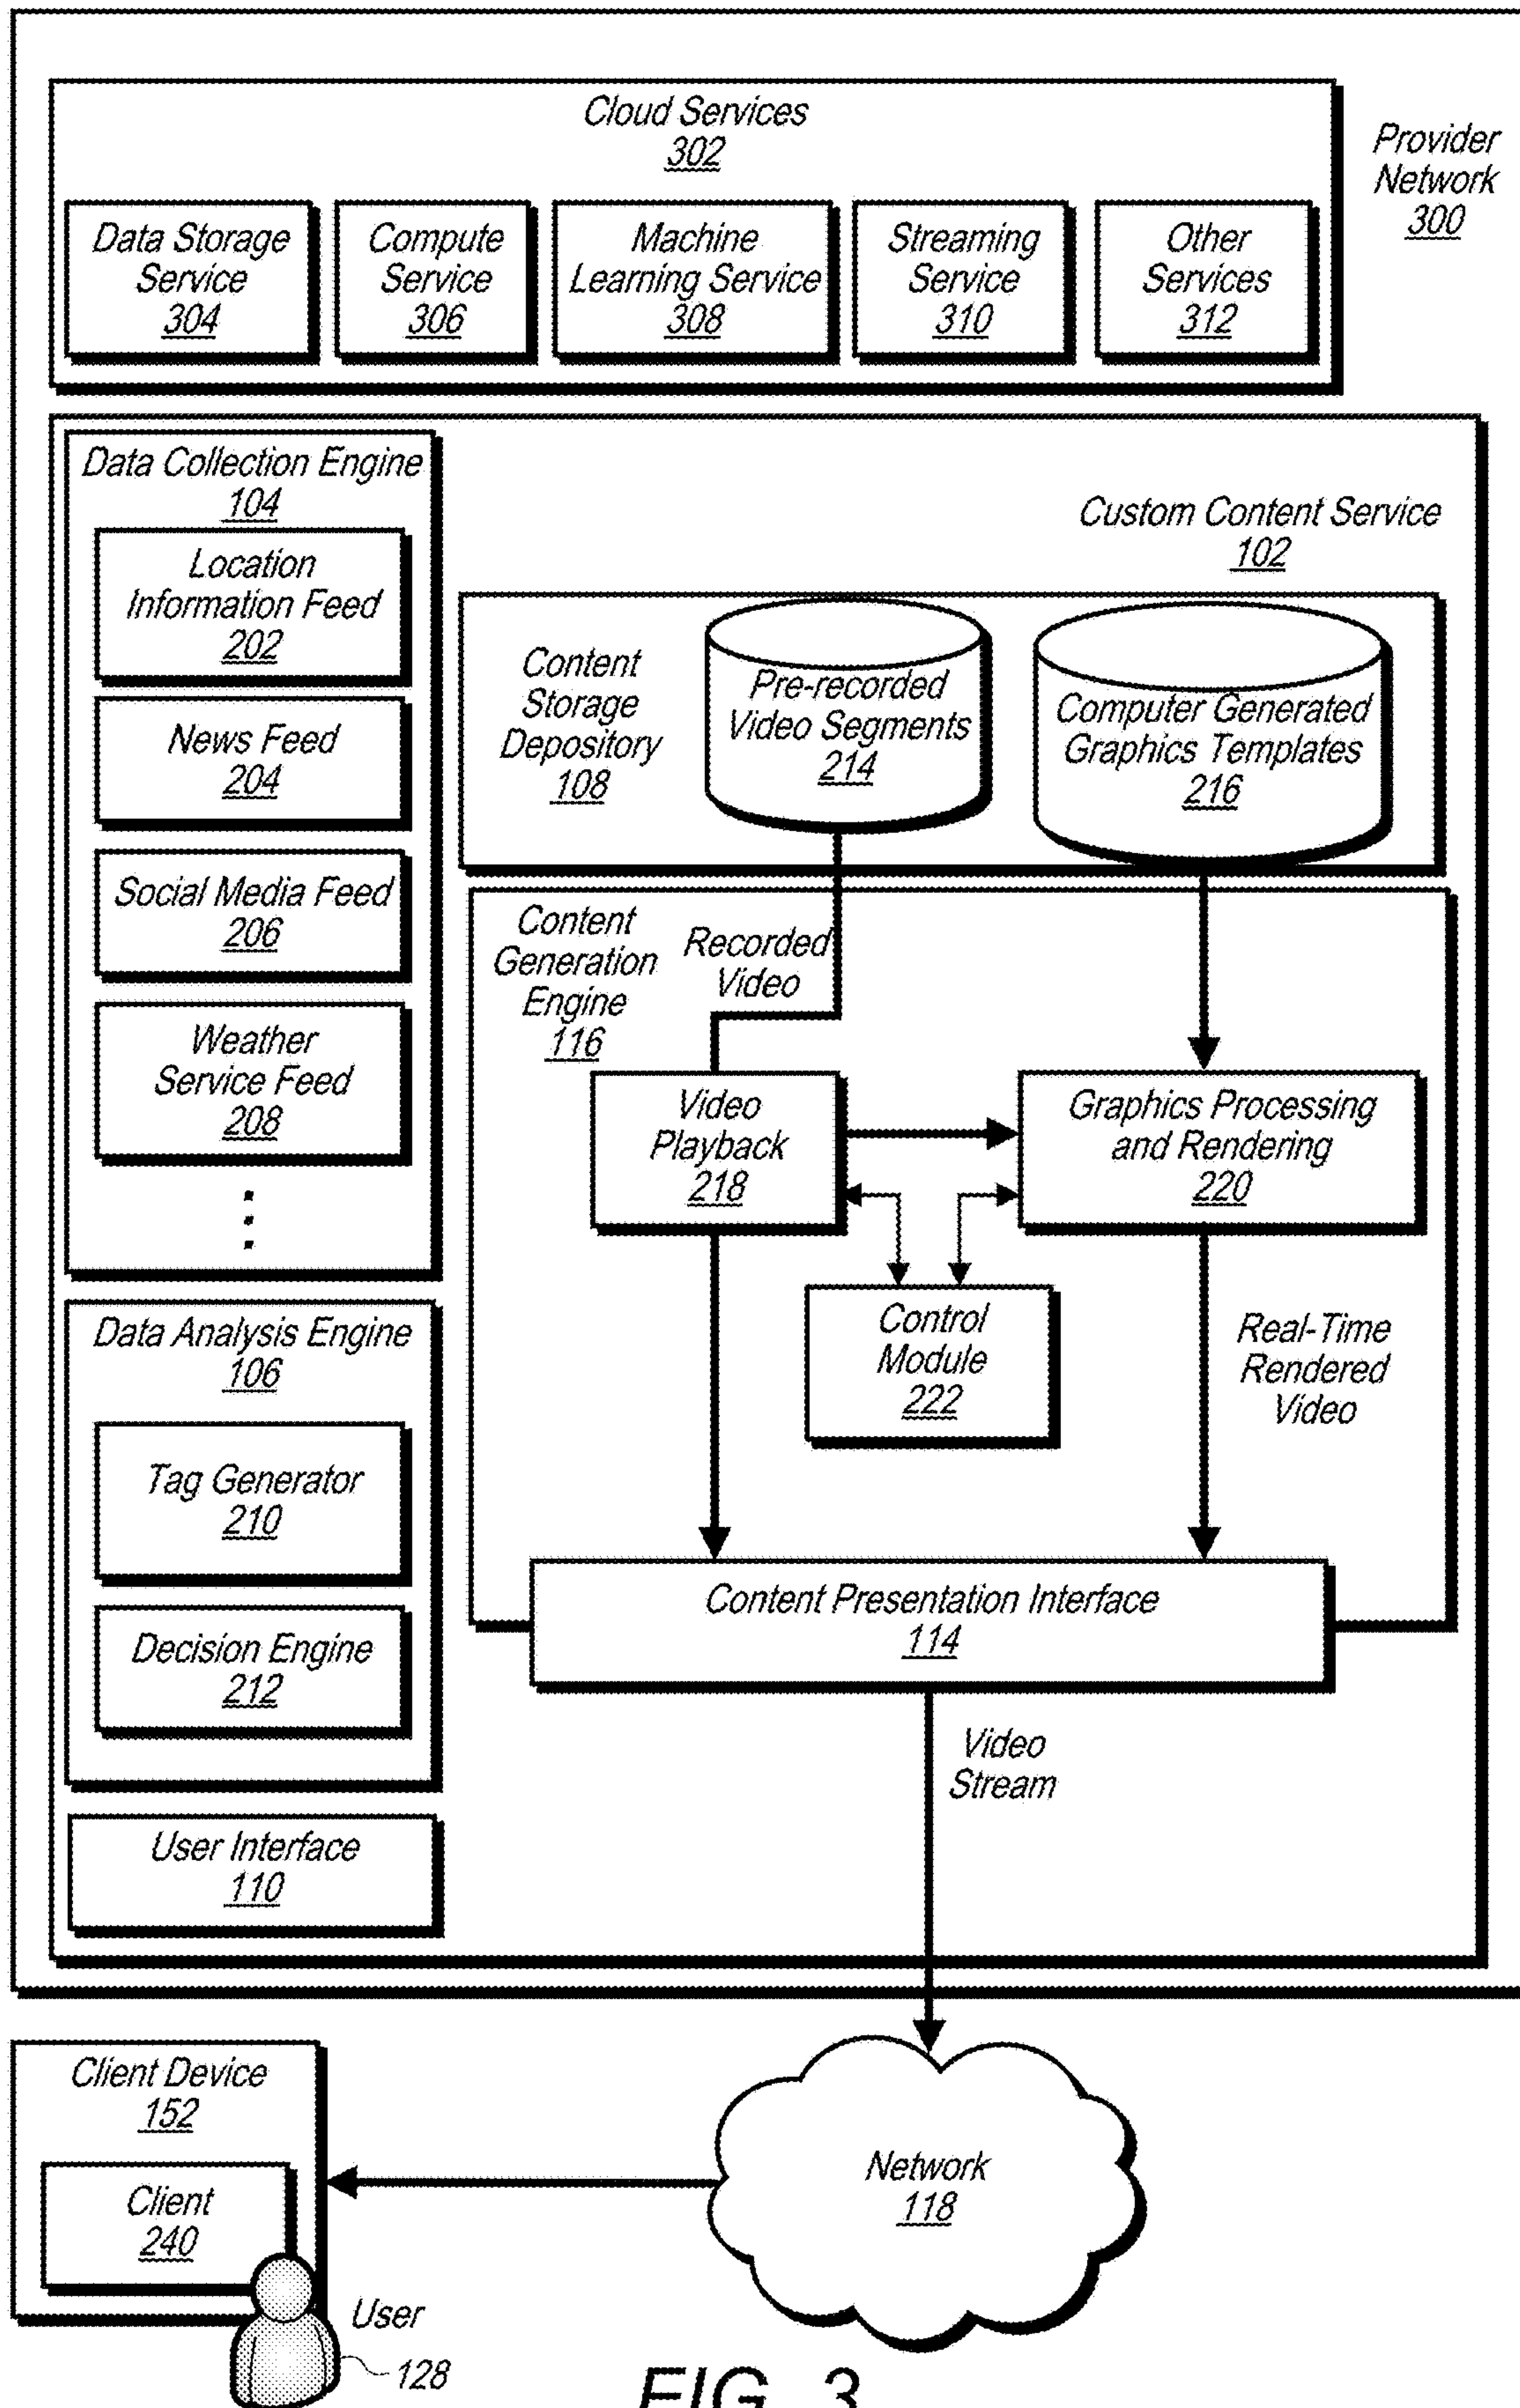 Cloud Services
302
Provider
Network
300
Data Storage
Service
304
Compute
Service
306
Machine
Learning Service
308
Streaming
Service
310
Other
Services
312
Data Collection Engine
104
Location
Information Feed
202
News Feed
204
Social Media Feed
206
Weather
Service Feed
208
Custom Content Service
102
Content
Storage
Depository
108
Pre-recorded
Video Segments
214
Computer Generated
Graphics Templates
216
Content
Generation
Engine
116
Recorded
Video
Video
Playback
218
Graphics Processing
and Rendering
220
Control
Module
222
Real-Time
Rendered
Video
Data Analysis Engine
106
Tag Generator
210
Decision Engine
212
Content Presentation Interface
114
Video
Stream
User Interface
110
Client Device
152
Client
240
User
128
Network
118
FIG. 3